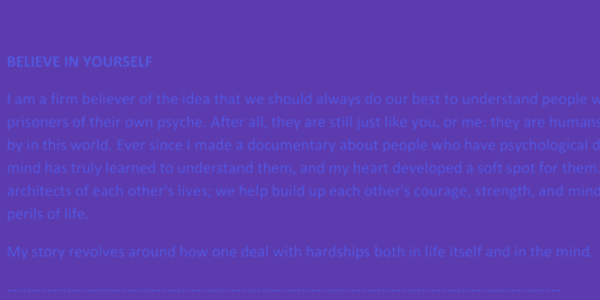 BELIEVE IN YOURSELF
I am a firm believer of the idea that we should always do our best to understand people w
prisoners of their own psyche. After all, they are still just like you, or me: they are humans
by in this world. Ever since I made a documentary about people who have psychological d
mind has truly learned to understand them, and my heart developed a soft spot for them.
architects of each other's lives; we help build up each other's courage, strength, and mind
perils of life.
My story revolves around how one deal with hardships both in life itself and in the mind